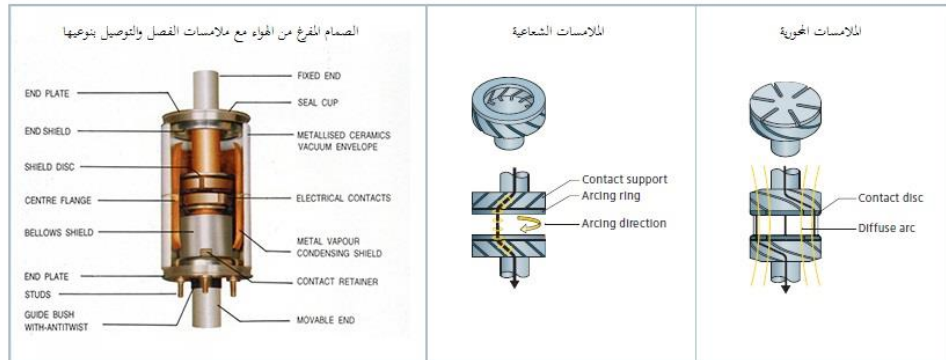 الصمام المفرغ من الهواء مع ملامسات الفصل والتوصيل بنوعيها
FIXED END
END PLATE
SEAL CUP
END SHIELD
METALLISED CERAMICS
VACUUM ENVELOPE
SHIELD DISC
CENTRE FLANGE
ELECTRICAL CONTACTS
BELLOWS SHIELD
METAL VAPOUR
CONDENSING SHIELD
END PLATE
CONTACT RETAINER
STUDS
GUIDE BUSH
WITH-ANTITWIST
MOVABLE END
الملامسات الشعاعية
Contact support
Arcing ring
Arcing direction
الملامسات المحورية
Contact disc
Diffuse arc